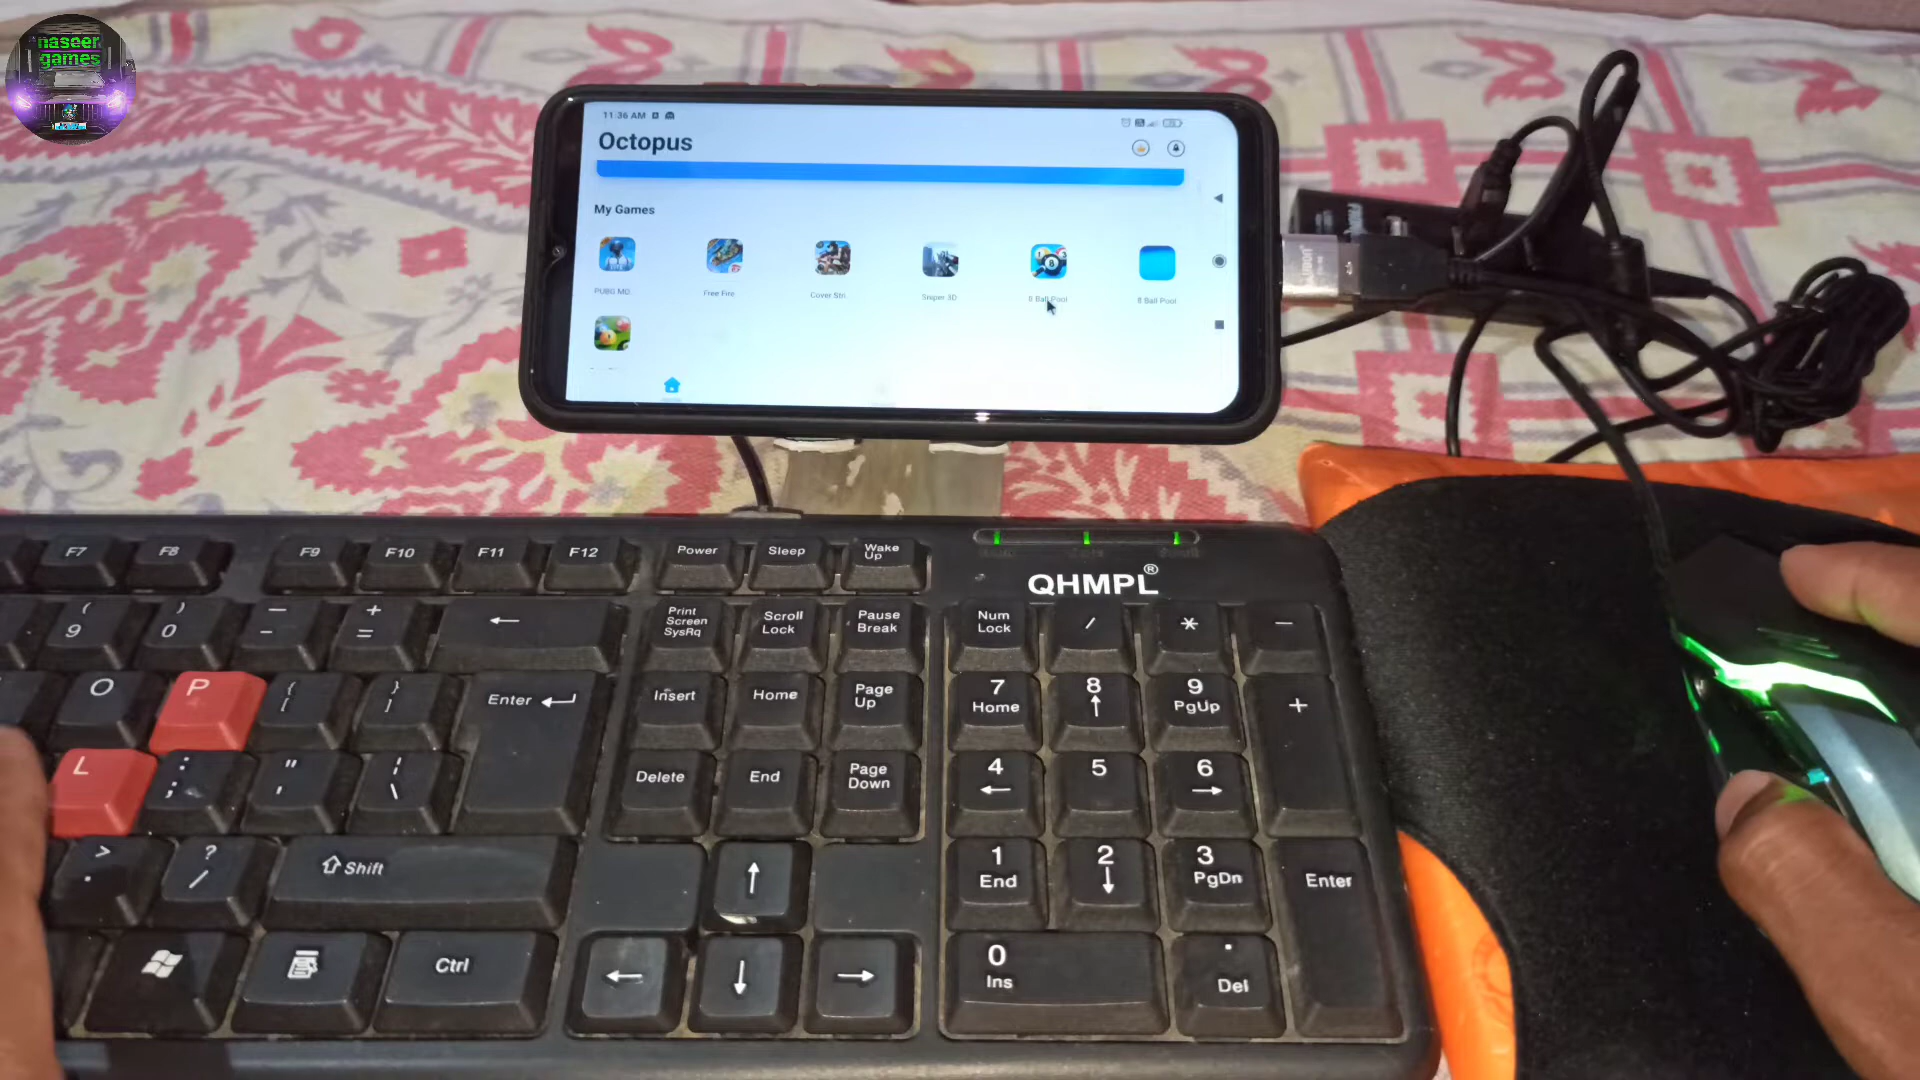 naseer
games
11:36 AM
Octopus
My Games
PUBG MO.
Free Fire
Cover Stri..
Sniper 3D
8 Ball Pool
8 Ball Pool
QHMPL®
F7 F8 F9 F10 F11 F12 Power Sleep Wake Up
( 9 ) 0 _ - + = ← Print Screen SysRq Scroll Lock Pause Break Num Lock / * -
O P { [ } ] Enter ↵ Insert Home Page Up 7 Home 8 ↑ 9 PgUp +
L : ; " ' | \ Delete End Page Down 4 ← 5 6 →
> . ? / ⇧ Shift ↑ 1 End 2 ↓ 3 PgDn Enter
Ctrl ← ↓ → 0 Ins . Del